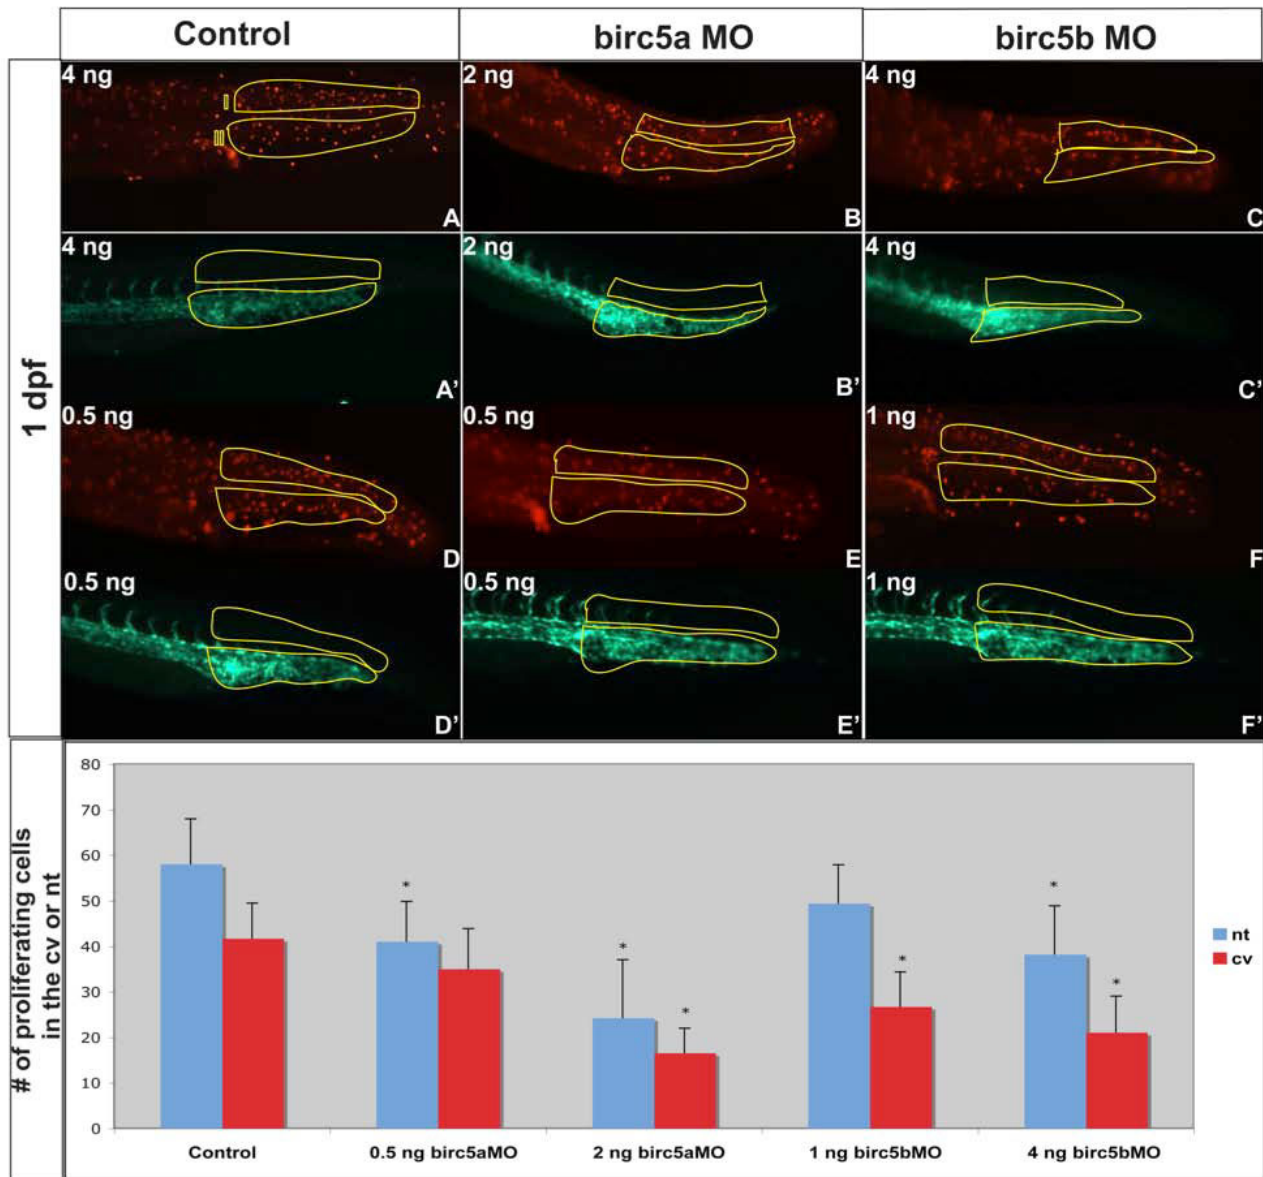 Control birc5a MO birc5b MO
1 dpf
4 ng 2 ng 4 ng
I
II
A B C
4 ng 2 ng 4 ng
A' B' C'
0.5 ng 0.5 ng 1 ng
D E F
0.5 ng 0.5 ng 1 ng
D' E' F'
# of proliferating cells
in the cv or nt
80
70
60
50
40
30
20
10
0
* * * * * *
nt
cv
Control 0.5 ng birc5aMO 2 ng birc5aMO 1 ng birc5bMO 4 ng birc5bMO